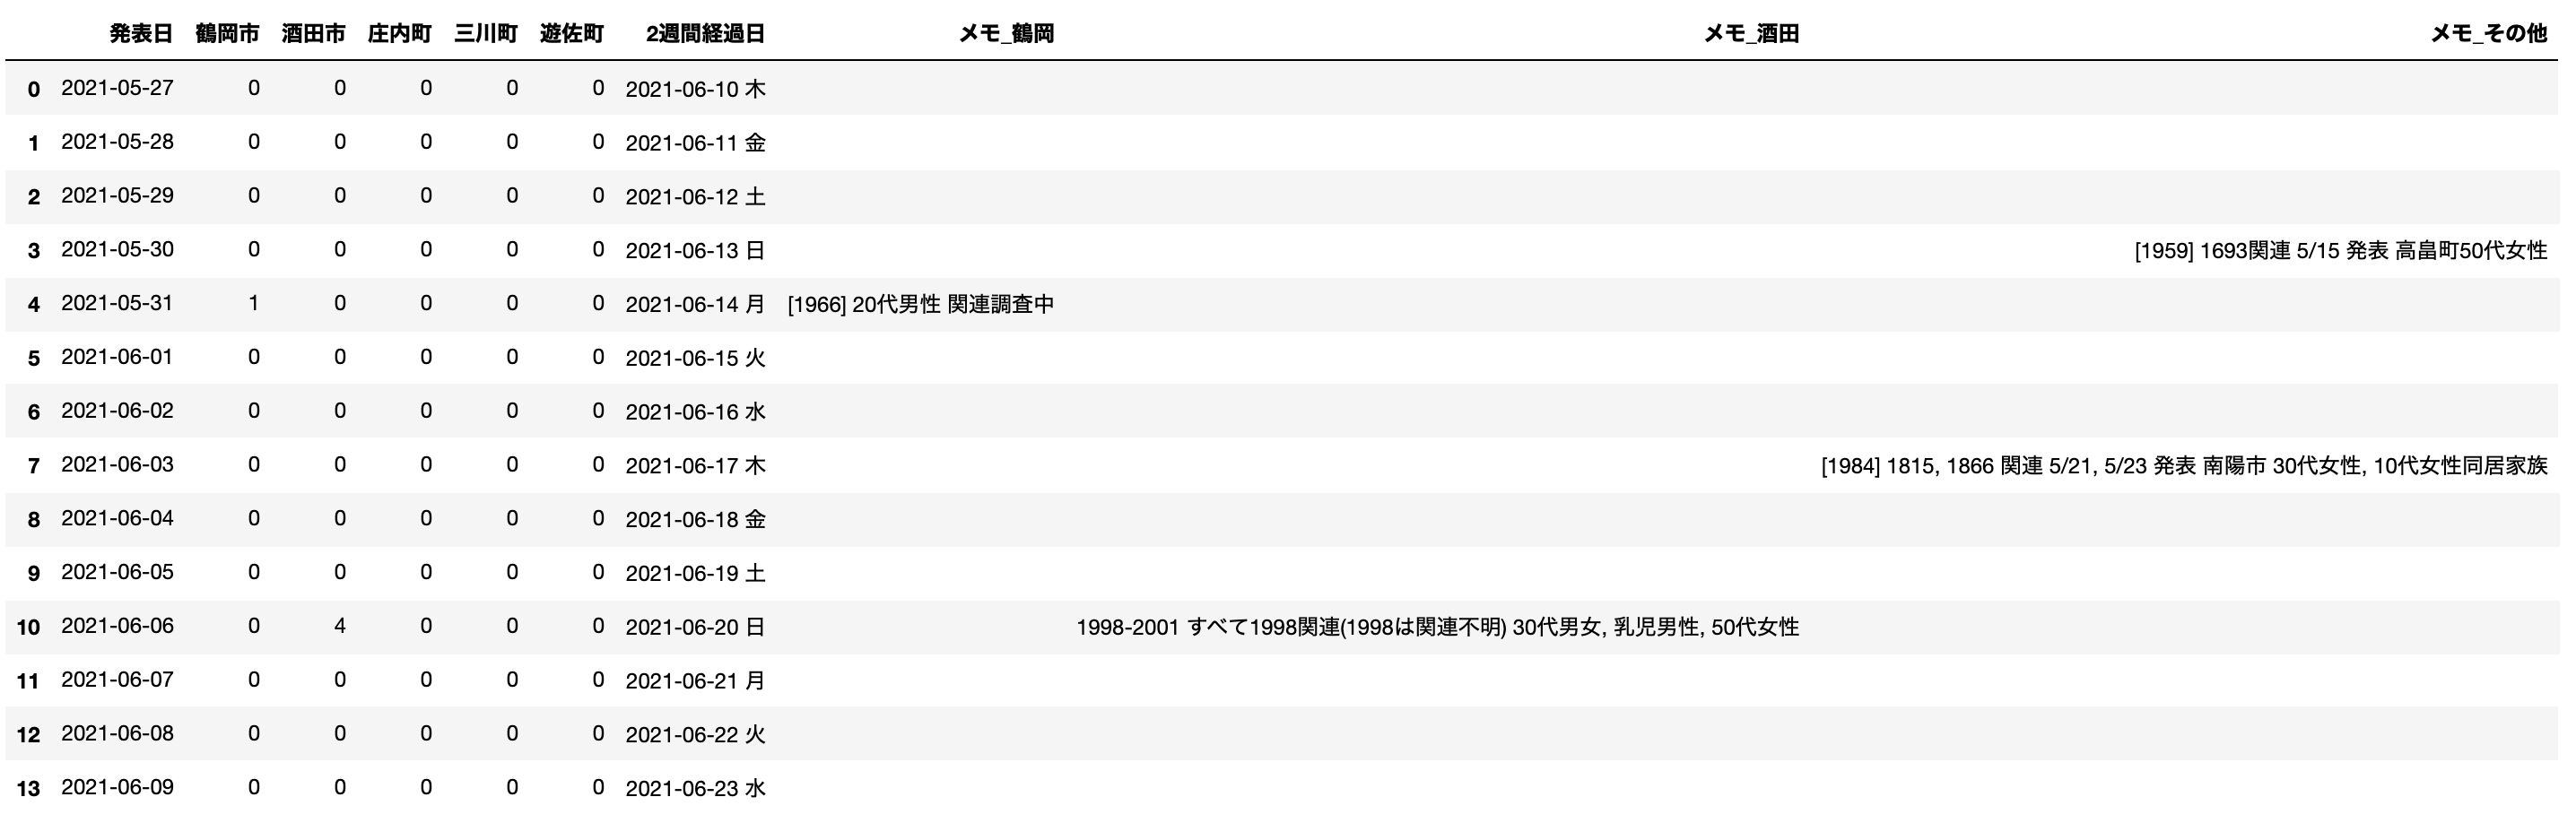 発表日 鶴岡市 酒田市 庄内町 三川町 遊佐町 2週間経過日 メモ_鶴岡 メモ_酒田 メモ_その他
0 2021-05-27 0 0 0 0 0 2021-06-10 木
1 2021-05-28 0 0 0 0 0 2021-06-11 金
2 2021-05-29 0 0 0 0 0 2021-06-12 土
3 2021-05-30 0 0 0 0 0 2021-06-13 日 [1959] 1693関連 5/15 発表 高畠町50代女性
4 2021-05-31 1 0 0 0 0 2021-06-14 月 [1966] 20代男性 関連調査中
5 2021-06-01 0 0 0 0 0 2021-06-15 火
6 2021-06-02 0 0 0 0 0 2021-06-16 水
7 2021-06-03 0 0 0 0 0 2021-06-17 木 [1984] 1815, 1866 関連 5/21, 5/23 発表 南陽市 30代女性, 10代女性同居家族
8 2021-06-04 0 0 0 0 0 2021-06-18 金
9 2021-06-05 0 0 0 0 0 2021-06-19 土
10 2021-06-06 0 4 0 0 0 2021-06-20 日 1998-2001 すべて1998関連(1998は関連不明) 30代男女, 乳児男性, 50代女性
11 2021-06-07 0 0 0 0 0 2021-06-21 月
12 2021-06-08 0 0 0 0 0 2021-06-22 火
13 2021-06-09 0 0 0 0 0 2021-06-23 水